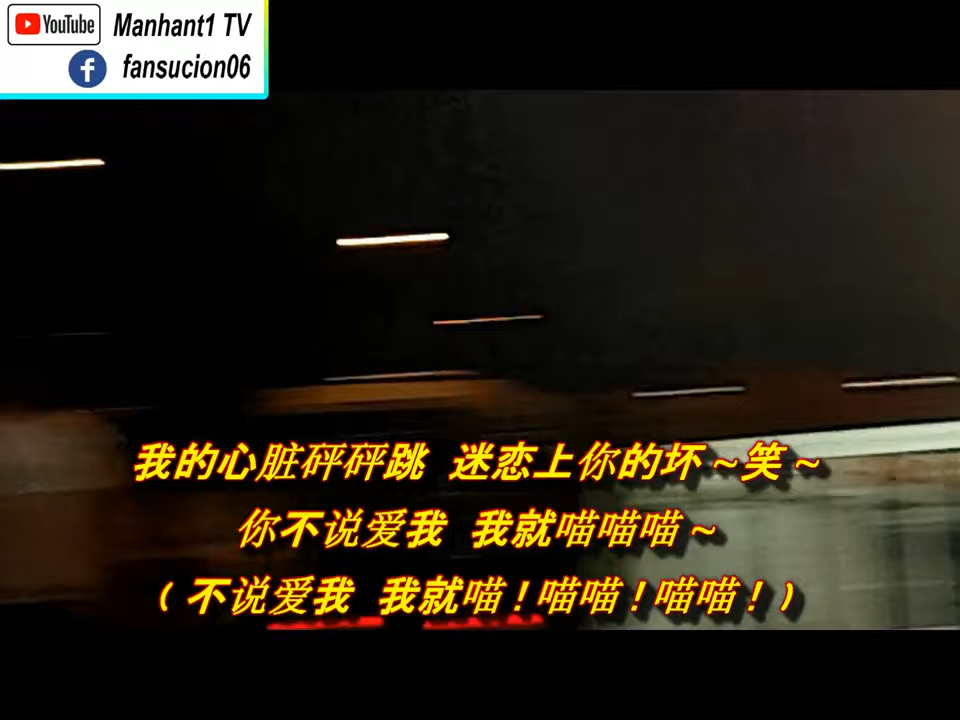 YouTube Manhant1 TV
fansucion06
我的心脏砰砰跳 迷恋上你的坏~笑~
你不说爱我 我就喵喵喵~
(不说爱我 我就喵!喵喵!喵喵!)